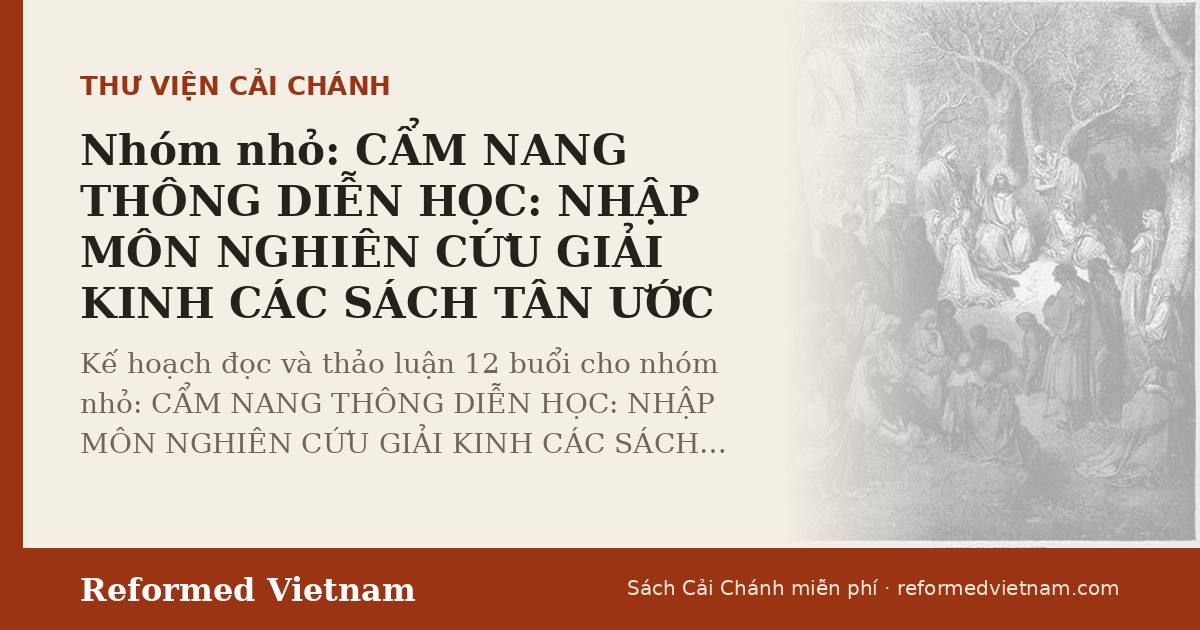 THƯ VIỆN CẢI CHÁNH
Nhóm nhỏ: CẨM NANG
THÔNG DIỄN HỌC: NHẬP
MÔN NGHIÊN CỨU GIẢI
KINH CÁC SÁCH TÂN ƯỚC
Kế hoạch đọc và thảo luận 12 buổi cho nhóm
nhỏ: CẨM NANG THÔNG DIỄN HỌC: NHẬP
MÔN NGHIÊN CỨU GIẢI KINH CÁC SÁCH...
Reformed Vietnam
Sách Cải Chánh miễn phí · reformedvietnam.com